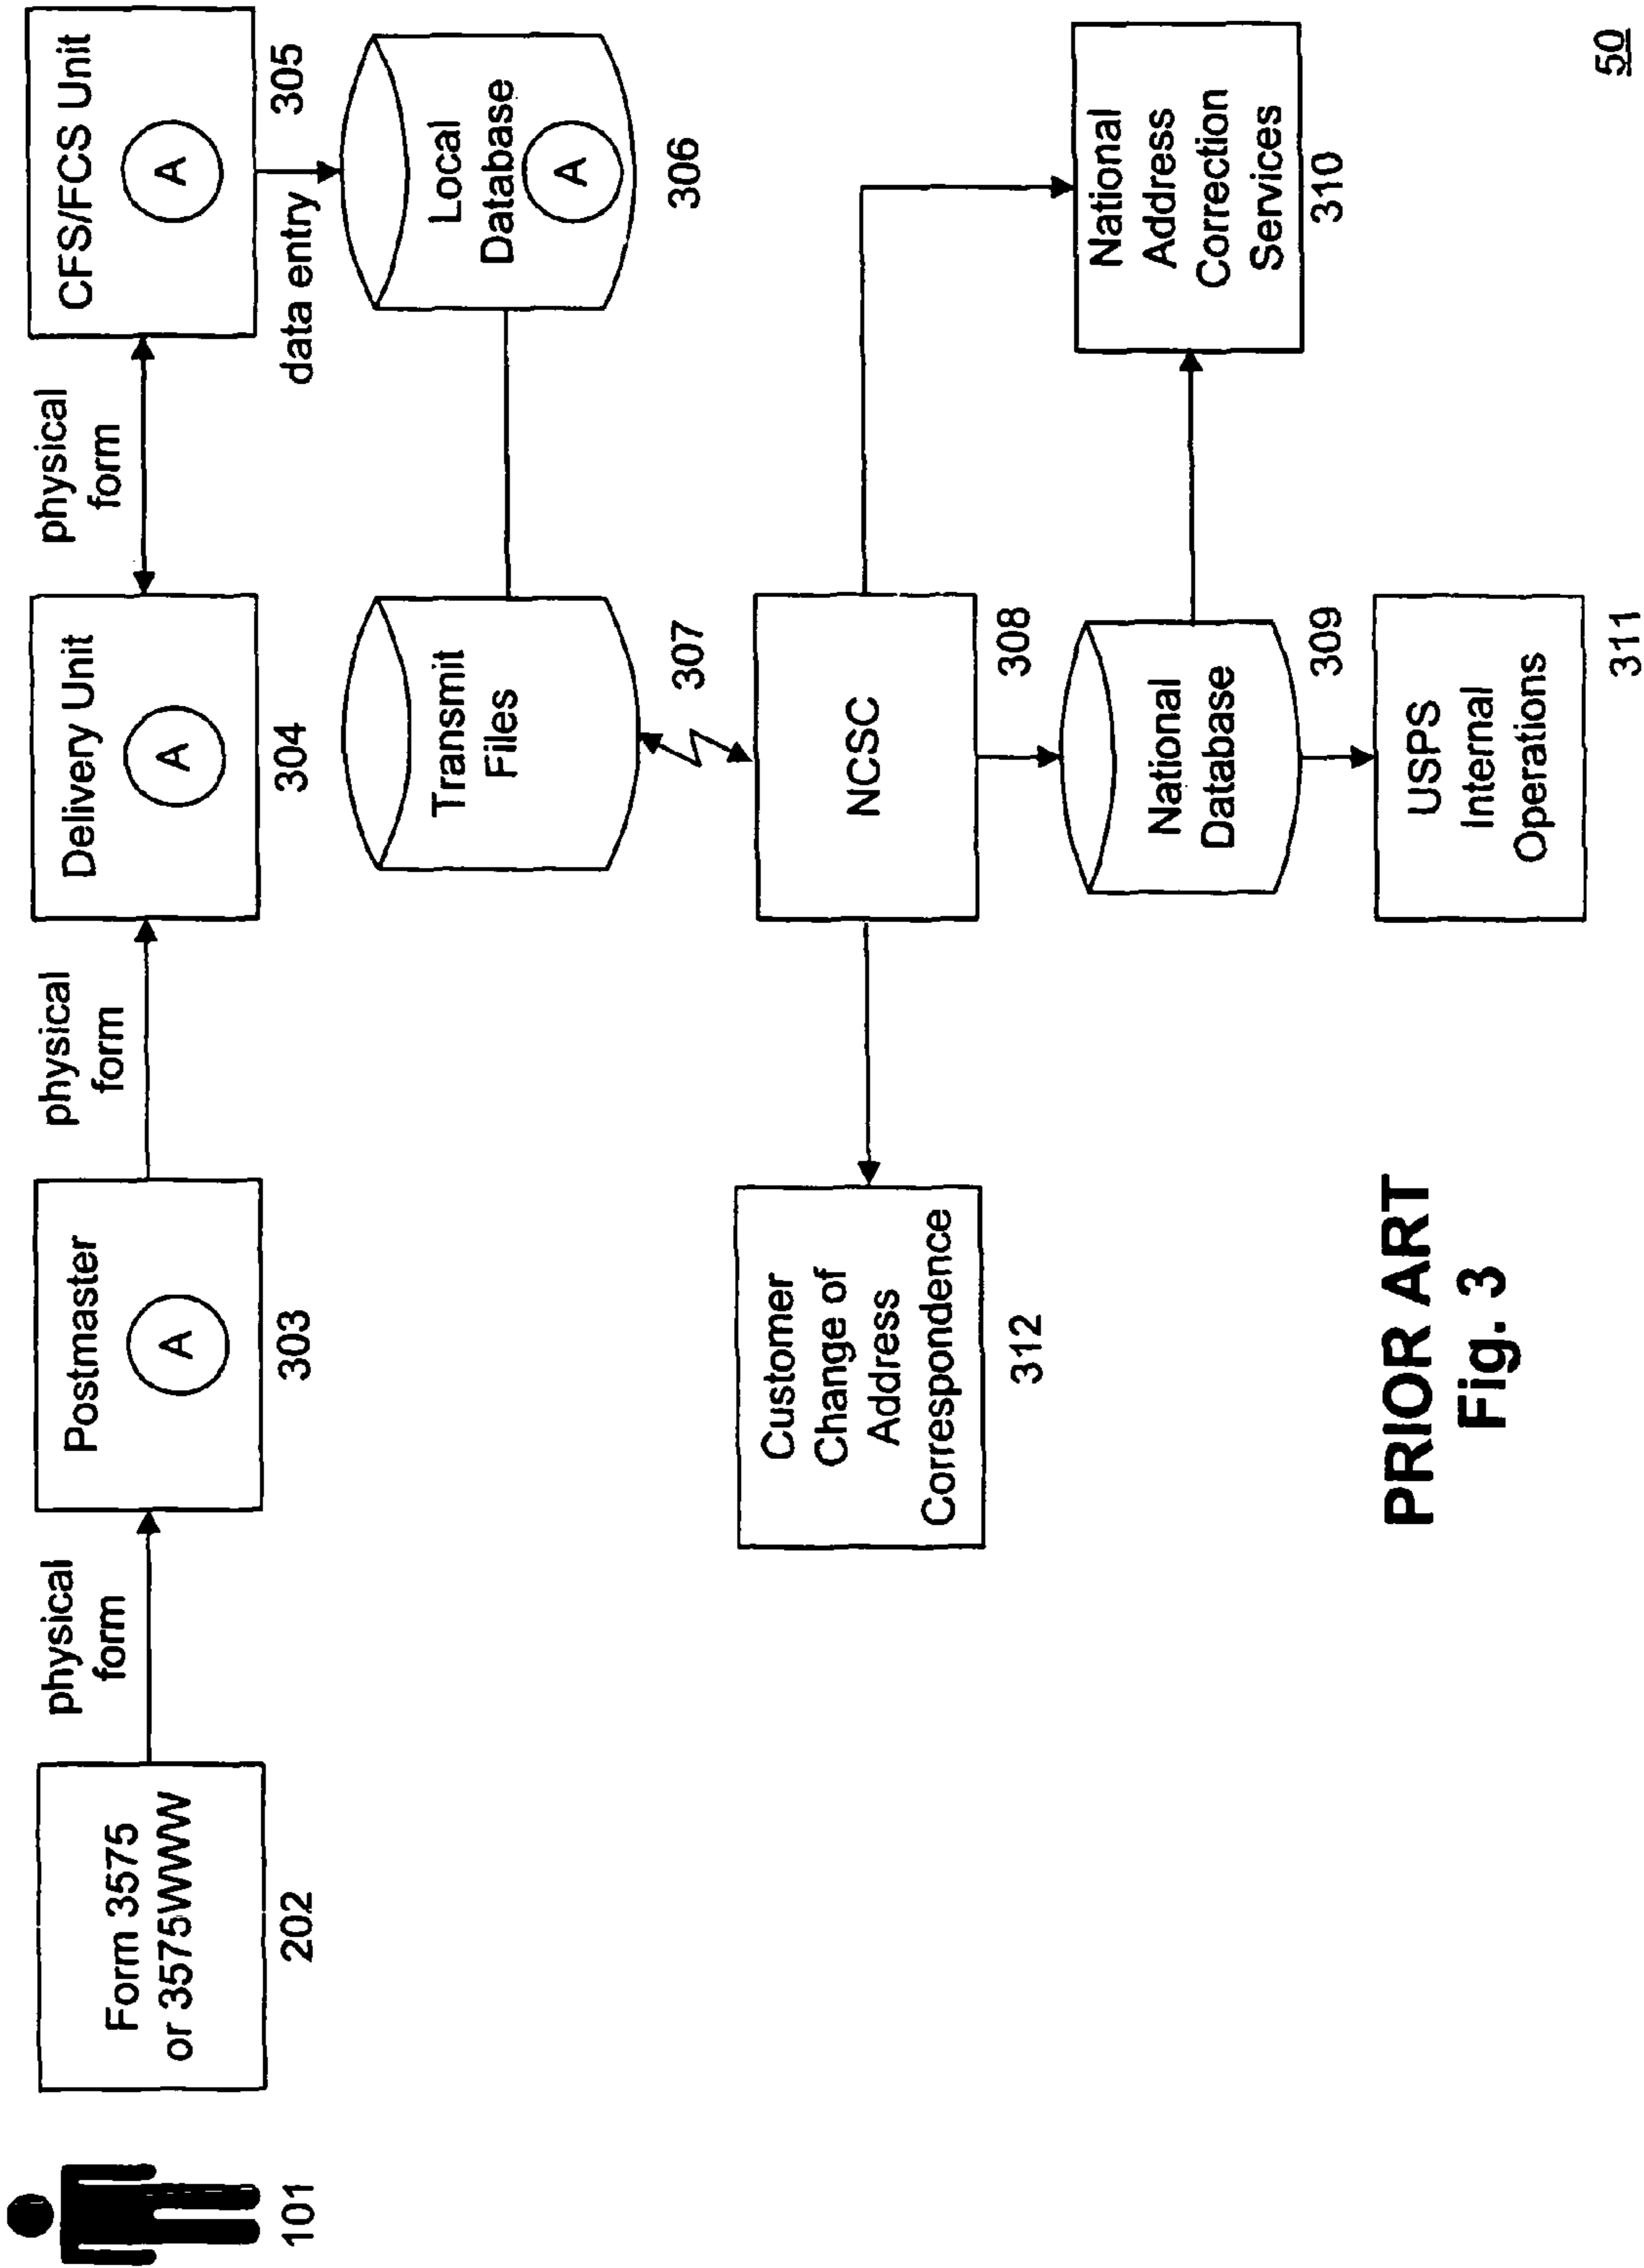 101
Form 3575
or 3575WWW
202
physical
form
Postmaster
A
303
physical
form
Delivery Unit
A
304
physical
form
CFS/FCS Unit
A
305
data entry
Local
Database
A
306
Transmit
Files
307
NCSC
308
National
Database
309
National
Address
Correction
Services
310
USPS
Internal
Operations
311
Customer
Change of
Address
Correspondence
312
PRIOR ART
Fig. 3
50